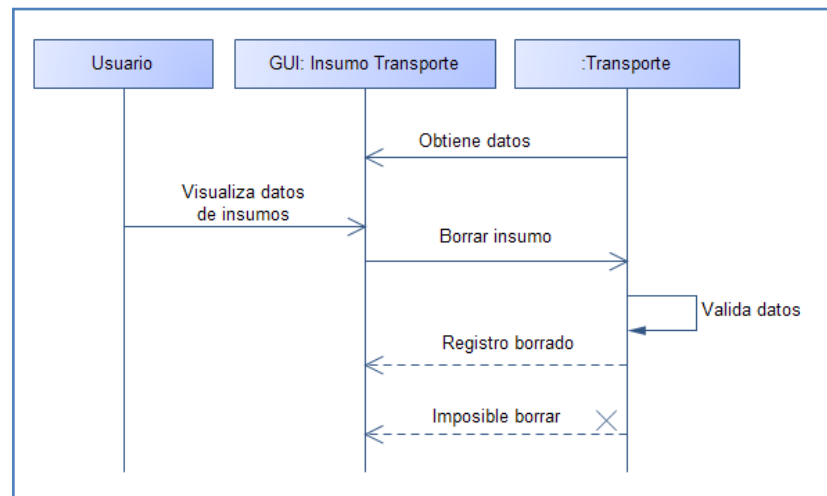 Usuario
GUI: Insumo Transporte
:Transporte
Obtiene datos
Visualiza datos
de insumos
Borrar insumo
Valida datos
Registro borrado
Imposible borrar